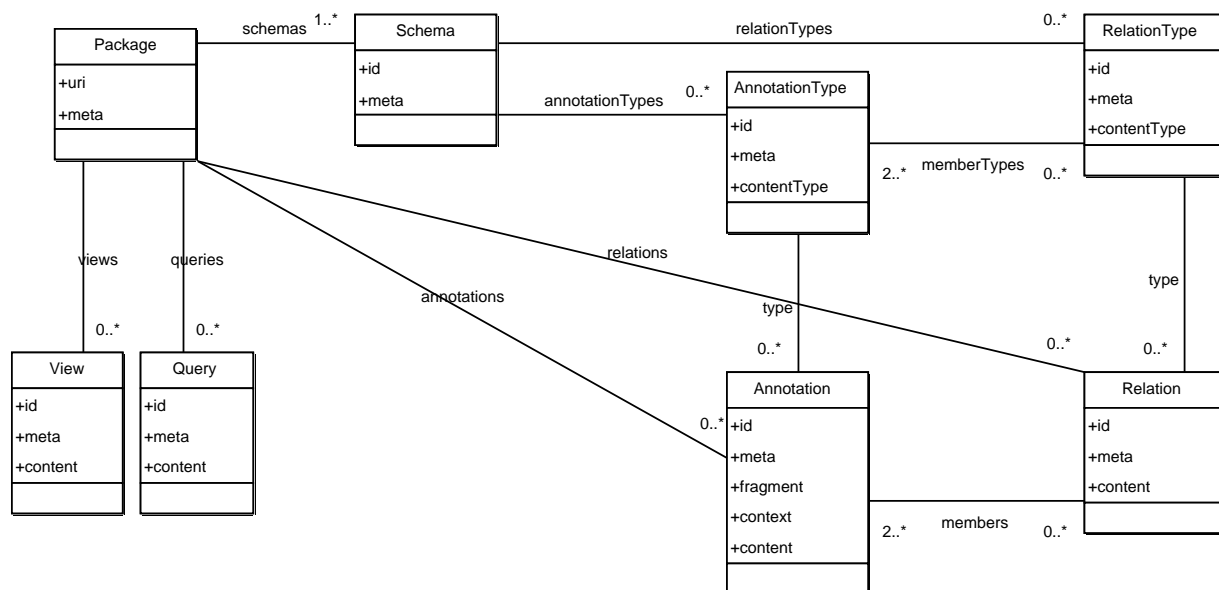 schemas
1..*
Package
+uri
+meta
Schema
+id
+meta
relationTypes
0..*
RelationType
+id
+meta
+contentType
annotationTypes
0..*
AnnotationType
+id
+meta
+contentType
2..*
memberTypes
0..*
views
queries
annotations
relations
type
type
0..*
0..*
0..*
0..*
0..*
View
+id
+meta
+content
Query
+id
+meta
+content
0..*
Annotation
+id
+meta
+fragment
+context
+content
Relation
+id
+meta
+content
2..*
members
0..*